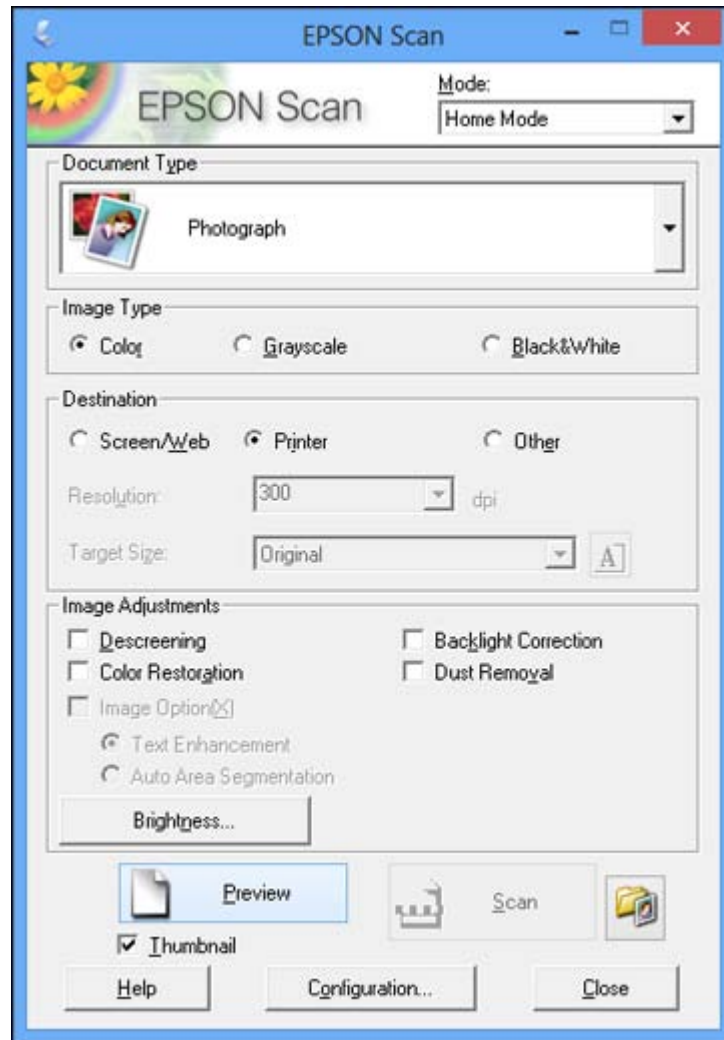 EPSON Scan
EPSON Scan
Mode:
Home Mode
Document Type
Photograph
Image Type
Color Grayscale Black&White
Destination
Screen/Web Printer Other
Resolution: 300 dpi
Target Size: Original A
Image Adjustments
Descreening Backlight Correction
Color Restoration Dust Removal
Image Option(X)
Text Enhancement
Auto Area Segmentation
Brightness...
Preview Scan
Thumbnail
Help Configuration... Close